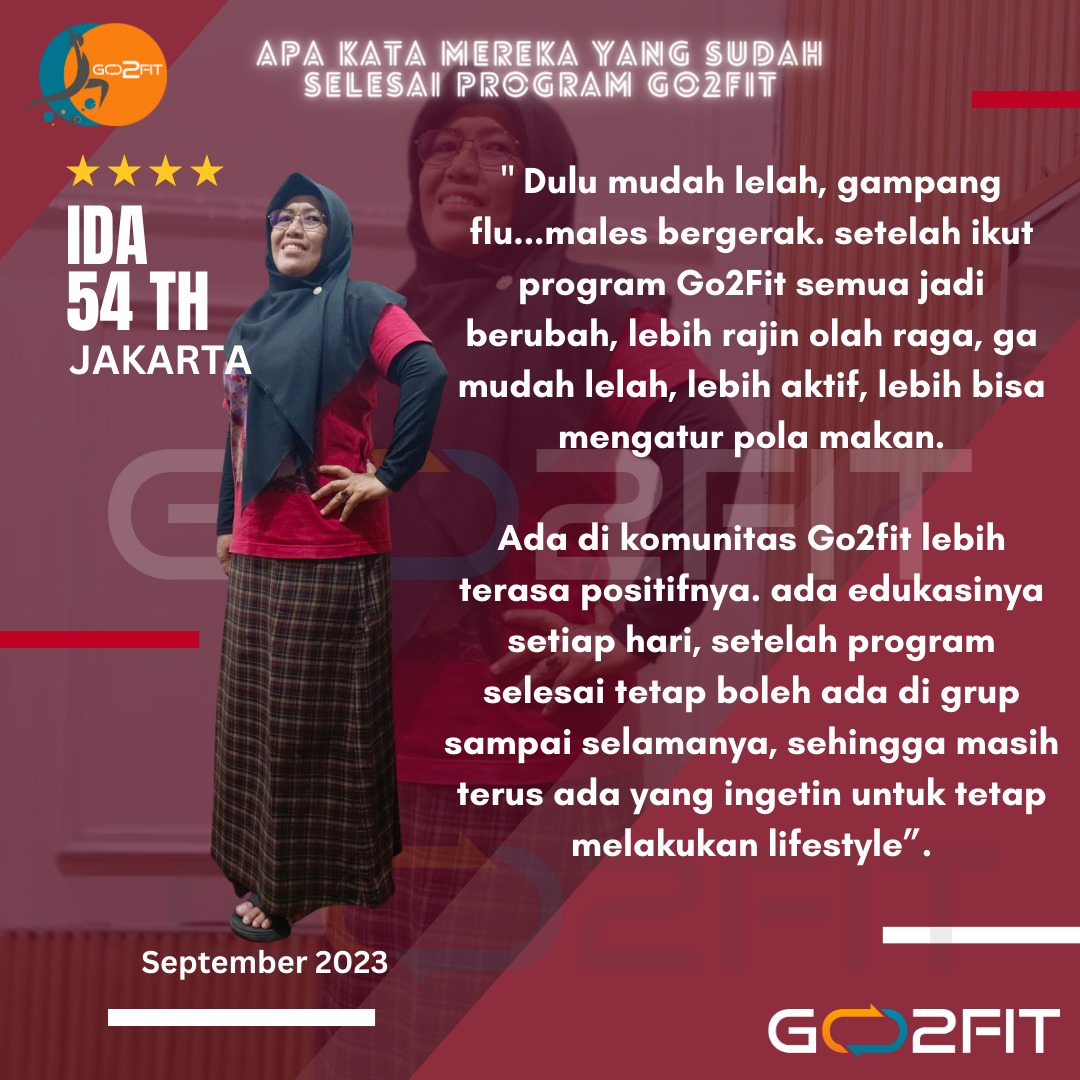 GO2FIT
APA KATA MEREKA YANG SUDAH
SELESAI PROGRAM GO2FIT
IDA
54 TH
JAKARTA
" Dulu mudah lelah, gampang
flu...males bergerak. setelah ikut
program Go2Fit semua jadi
berubah, lebih rajin olah raga, ga
mudah lelah, lebih aktif, lebih bisa
mengatur pola makan.
Ada di komunitas Go2fit lebih
terasa positifnya. ada edukasinya
setiap hari, setelah program
selesai tetap boleh ada di grup
sampai selamanya, sehingga masih
terus ada yang ingetin untuk tetap
melakukan lifestyle”.
GO2FIT
GO2FIT
September 2023
GO2FIT